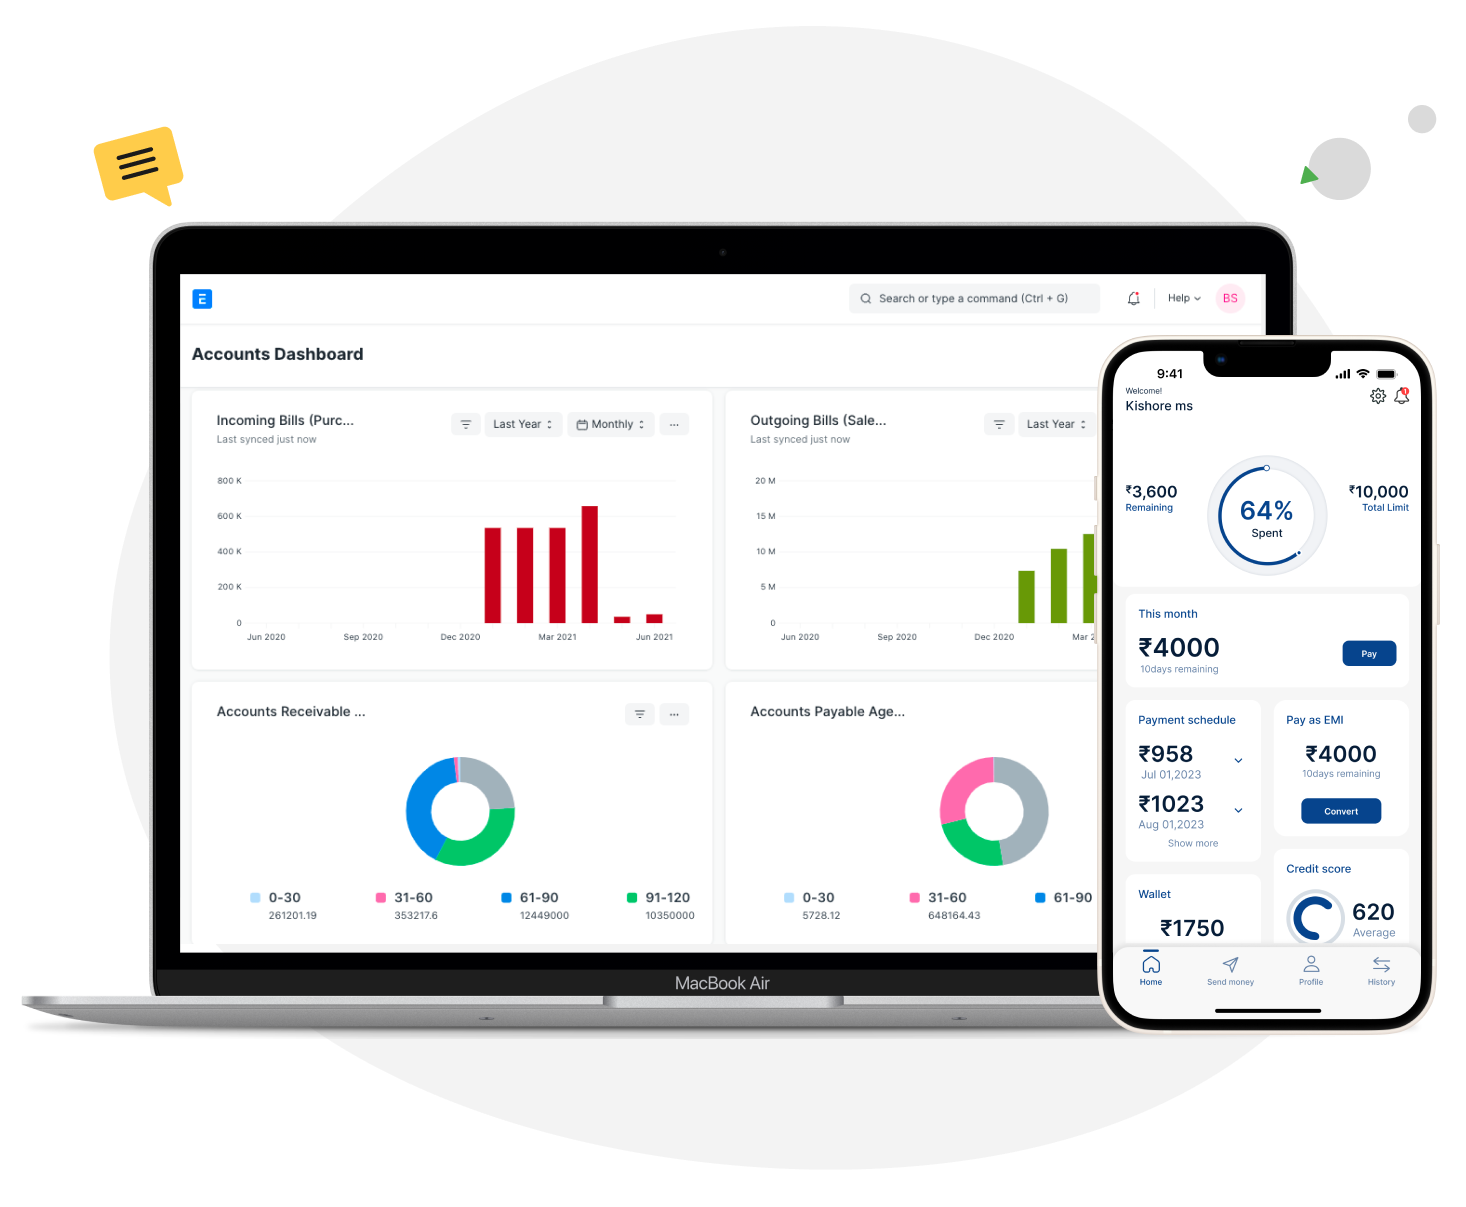 E
Search or type a command (Ctrl + G)
Help
BS
Accounts Dashboard
Incoming Bills (Purc...
Last synced just now
Last Year
Monthly
...
800 K
600 K
400 K
200 K
0
Jun 2020
Sep 2020
Dec 2020
Mar 2021
Jun 2021
Outgoing Bills (Sale...
Last synced just now
Last Year
20 M
15 M
10 M
5 M
0
Jun 2020
Sep 2020
Dec 2020
Mar 2
Accounts Receivable ...
...
0-30
261201.19
31-60
353217.6
61-90
12449000
91-120
10350000
Accounts Payable Age...
0-30
5728.12
31-60
648164.43
61-90
MacBook Air
9:41
Welcome!
Kishore ms
1
₹3,600
Remaining
64%
Spent
₹10,000
Total Limit
This month
₹4000
10days remaining
Pay
Payment schedule
₹958
Jul 01,2023
₹1023
Aug 01,2023
Show more
Pay as EMI
₹4000
10days remaining
Convert
Wallet
₹1750
Credit score
620
Average
Home
Send money
Profile
History